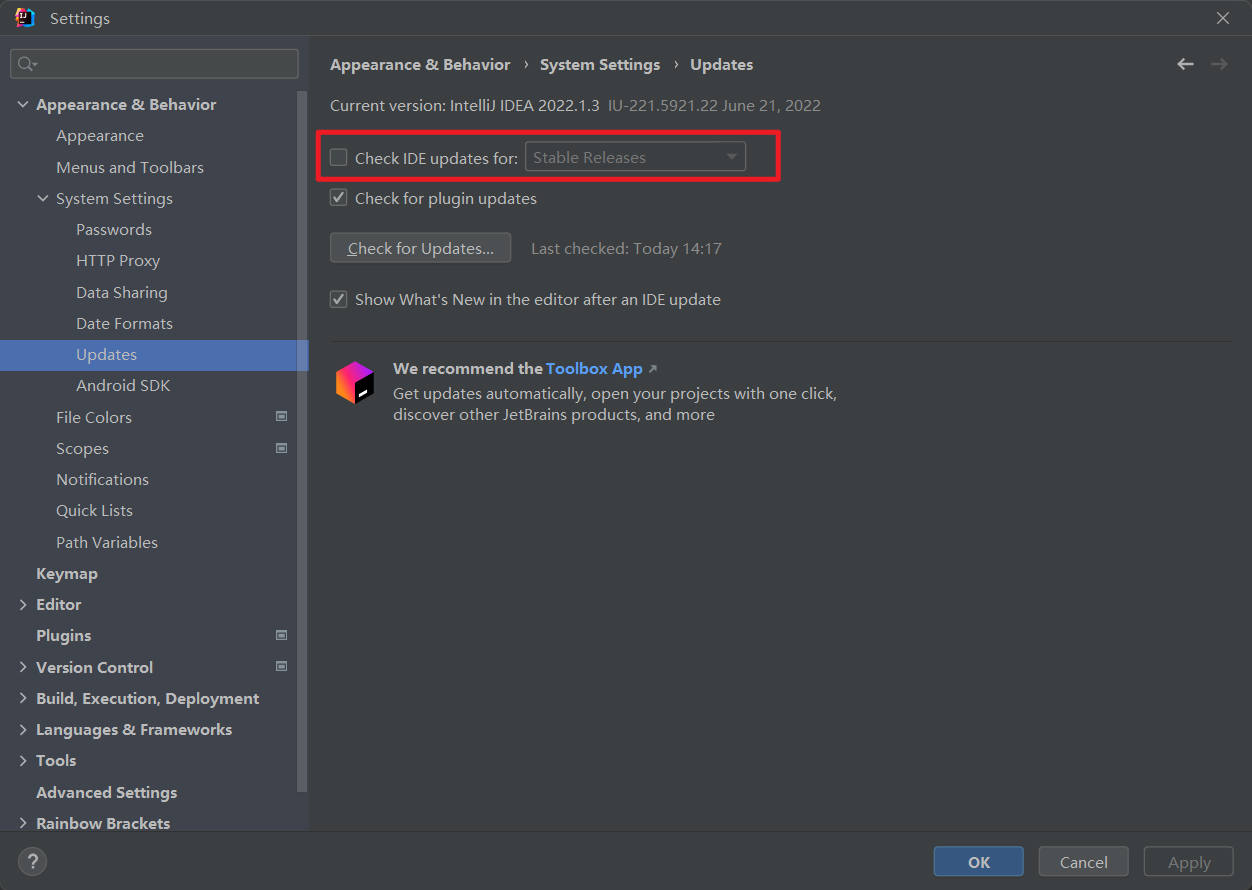 Settings
Appearance & Behavior
Appearance
Menus and Toolbars
System Settings
Passwords
HTTP Proxy
Data Sharing
Date Formats
Updates
Android SDK
File Colors
Scopes
Notifications
Quick Lists
Path Variables
Keymap
Editor
Plugins
Version Control
Build, Execution, Deployment
Languages & Frameworks
Tools
Advanced Settings
Rainbow Brackets
Appearance & Behavior › System Settings › Updates
Current version: IntelliJ IDEA 2022.1.3 IU-221.5921.22 June 21, 2022
Check IDE updates for: Stable Releases
Check for plugin updates
Check for Updates... Last checked: Today 14:17
Show What's New in the editor after an IDE update
We recommend the Toolbox App ↗
Get updates automatically, open your projects with one click,
discover other JetBrains products, and more
? OK Cancel Apply